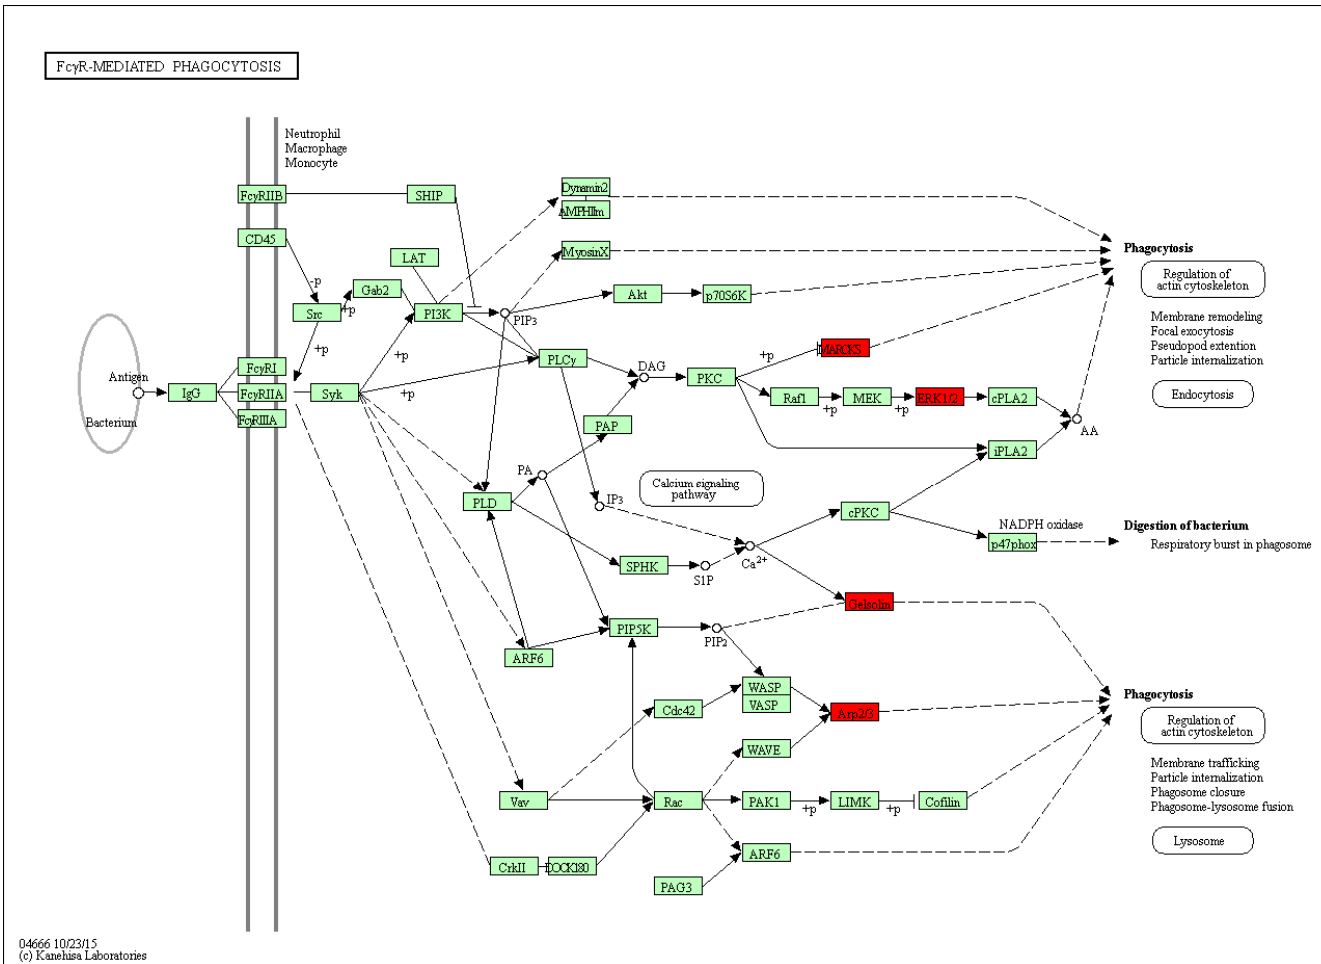 FcγR-MEDIATED PHAGOCYTOSIS
Neutrophil
Macrophage
Monocyte
FcγRIIB
SHIP
Dynamin2
AMPHIIm
CD45
LAT
MyosinX
Phagocytosis
-p
Gab2
Regulation of
actin cytoskeleton
Akt
p70S6K
Src
+p
PI3K
PIP3
Membrane remodeling
Focal exocytosis
Pseudopod extention
Particle internalization
+p
+p
PLCγ
+p
MARCKS
FcγRI
DAG
PKC
Antigen
IgG
FcγRIIA
Syk
+p
Raf1
+p
MEK
+p
ERK1/2
cPLA2
Endocytosis
Bacterium
FcγRIIIA
PAP
AA
iPLA2
PA
Calcium signaling
pathway
PLD
IP3
cPKC
NADPH oxidase
Digestion of bacterium
p47phox
Respiratory burst in phagosome
Ca2+
SPHK
S1P
Gelsolin
PIP5K
PIP2
ARF6
WASP
VASP
Phagocytosis
Cdc42
Arp2/3
Regulation of
actin cytoskeleton
WAVE
Membrane trafficking
Particle internalization
Phagosome closure
Phagosome-lysosome fusion
Vav
Rac
PAK1
+p
LIMK
+p
Cofilin
Lysosome
ARF6
CrkII
DOCK180
PAG3
04666 10/23/15
(c) Kanehisa Laboratories